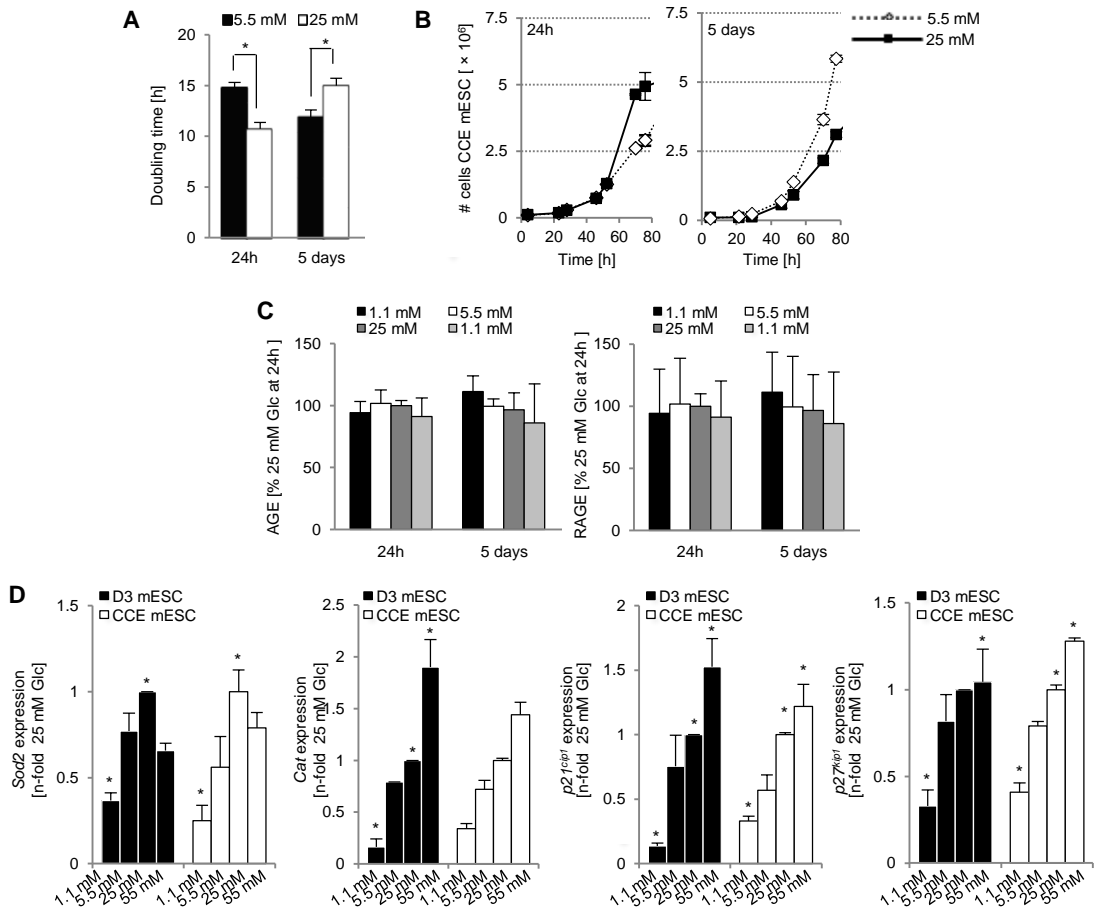 A
5.5 mM 25 mM
Doubling time [h]
20
15
10
5
0
*
*
24h 5 days
B
# cells CCE mESC [ × 10⁶]
7.5
5
2.5
0
24h
0 20 40 60 80
Time [h]
7.5
5
2.5
0
5 days
0 20 40 60 80
Time [h]
5.5 mM
25 mM
C
1.1 mM 5.5 mM
25 mM 1.1 mM
AGE [% 25 mM Glc at 24h ]
150
100
50
0
24h 5 days
1.1 mM 5.5 mM
25 mM 1.1 mM
RAGE [% 25 mM Glc at 24h ]
150
100
50
0
24h 5 days
D
D3 mESC
CCE mESC
Sod2 expression
[n-fold 25 mM Glc]
1.5
1
0.5
0
*
*
*
*
1.1 mM 5.5 mM 25 mM 55 mM 1.1 mM 5.5 mM 25 mM 55 mM
D3 mESC
CCE mESC
Cat expression
[n-fold 25 mM Glc]
2.5
2
1.5
1
0.5
0
*
*
*
1.1 mM 5.5 mM 25 mM 55 mM 1.1 mM 5.5 mM 25 mM 55 mM
D3 mESC
CCE mESC
p21cip1 expression
[n-fold 25 mM Glc]
2
1.5
1
0.5
0
*
*
*
*
*
*
1.1 mM 5.5 mM 25 mM 55 mM 1.1 mM 5.5 mM 25 mM 55 mM
D3 mESC
CCE mESC
p27kip1 expression
[n-fold 25 mM Glc]
1.5
1
0.5
0
*
*
*
*
*
1.1 mM 5.5 mM 25 mM 55 mM 1.1 mM 5.5 mM 25 mM 55 mM